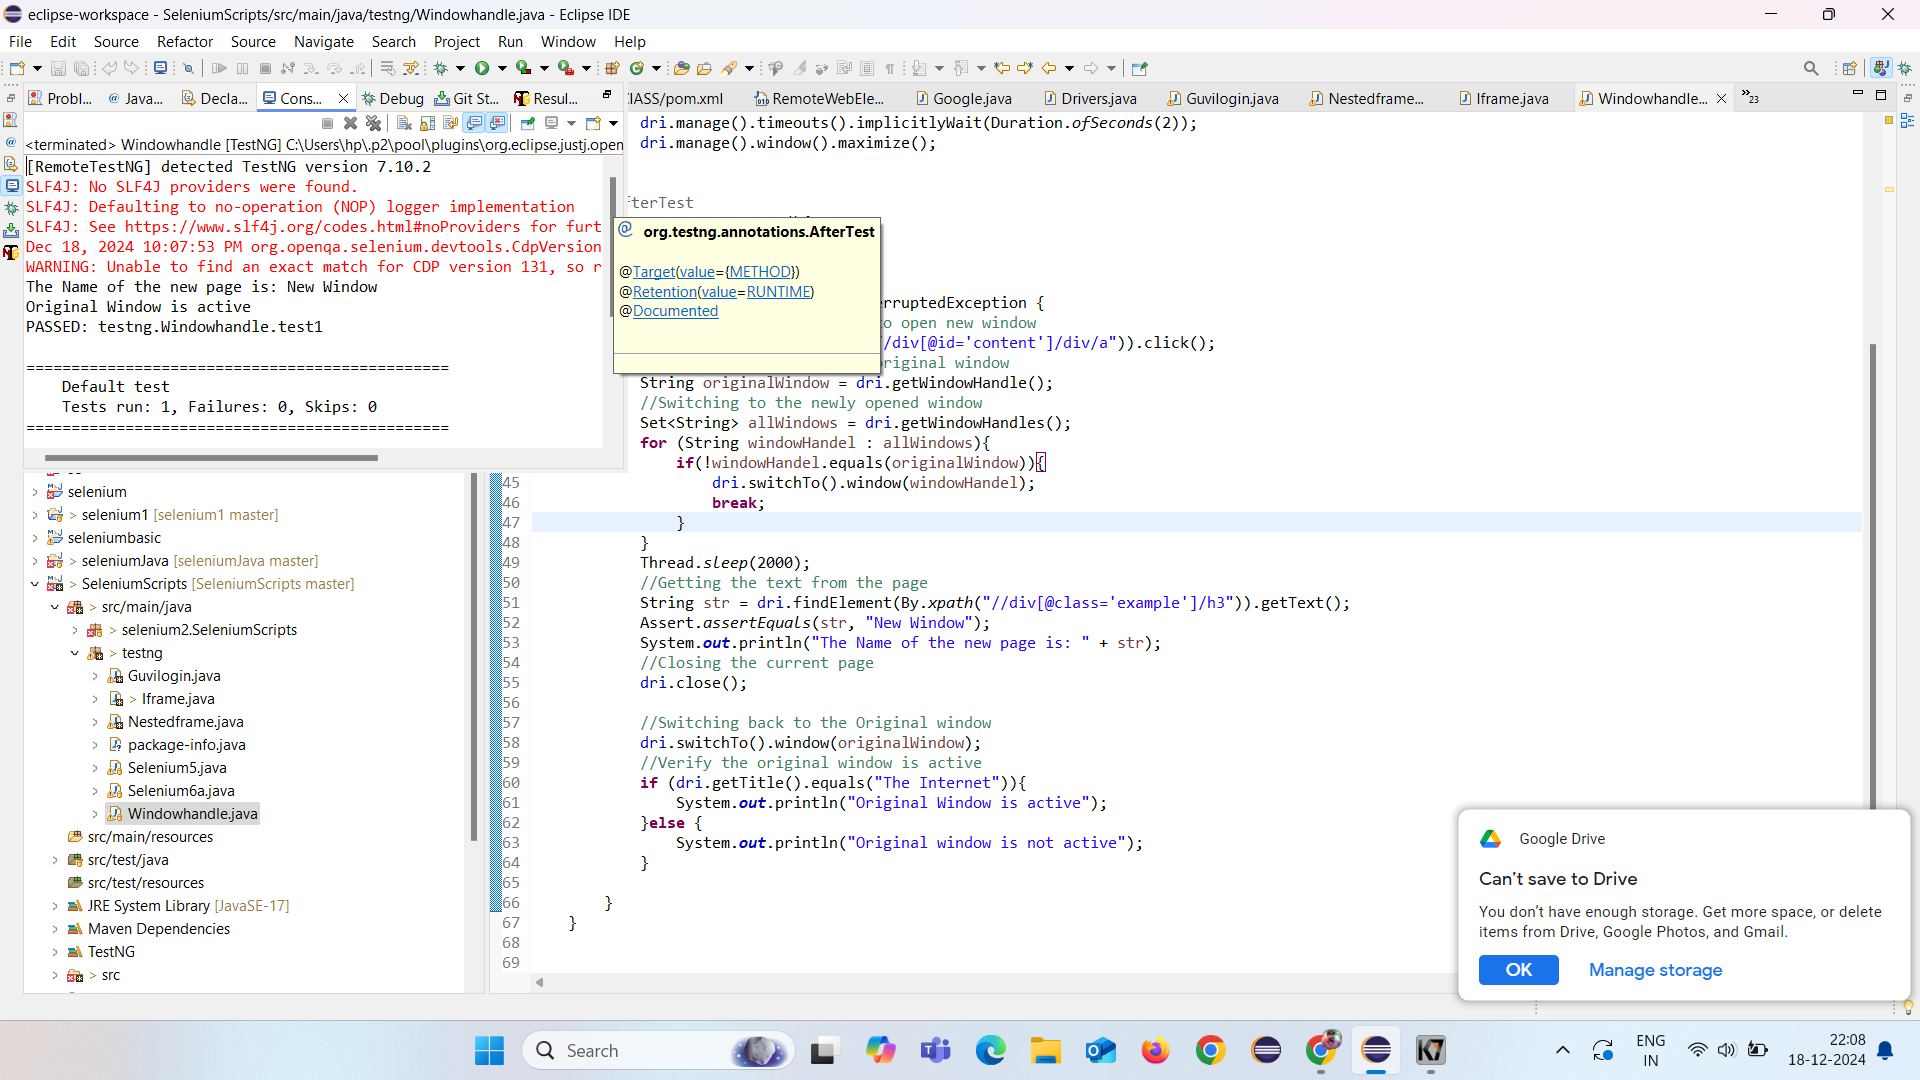 eclipse-workspace - SeleniumScripts/src/main/java/testng/Windowhandle.java - Eclipse IDE
File Edit Source Refactor Source Navigate Search Project Run Window Help
Probl... Java... Decla... Cons... Debug Git St... Resul...
/pom.xml RemoteWebEle... Google.java Drivers.java Guvilogin.java Nestedframe... Iframe.java Windowhandle... »23
<terminated> Windowhandle [TestNG] C:\Users\hp\.p2\pool\plugins\org.eclipse.justj.open
[RemoteTestNG] detected TestNG version 7.10.2
SLF4J: No SLF4J providers were found.
SLF4J: Defaulting to no-operation (NOP) logger implementation
SLF4J: See https://www.slf4j.org/codes.html#noProviders for furt
Dec 18, 2024 10:07:53 PM org.openqa.selenium.devtools.CdpVersion
WARNING: Unable to find an exact match for CDP version 131, so r
The Name of the new page is: New Window
Original Window is active
PASSED: testng.Windowhandle.test1
===============================================
Default test
Tests run: 1, Failures: 0, Skips: 0
===============================================
dri.manage().timeouts().implicitlyWait(Duration.ofSeconds(2));
dri.manage().window().maximize();
fterTest
org.testng.annotations.AfterTest
@Target(value={METHOD})
@Retention(value=RUNTIME)
@Documented
rruptedException {
o open new window
//div[@id='content']/div/a")).click();
riginal window
String originalWindow = dri.getWindowHandle();
//Switching to the newly opened window
Set<String> allWindows = dri.getWindowHandles();
for (String windowHandel : allWindows){
if(!windowHandel.equals(originalWindow)){
45 dri.switchTo().window(windowHandel);
46 break;
47 }
48 }
49 Thread.sleep(2000);
50 //Getting the text from the page
51 String str = dri.findElement(By.xpath("//div[@class='example']/h3")).getText();
52 Assert.assertEquals(str, "New Window");
53 System.out.println("The Name of the new page is: " + str);
54 //Closing the current page
55 dri.close();
56
57 //Switching back to the Original window
58 dri.switchTo().window(originalWindow);
59 //Verify the original window is active
60 if (dri.getTitle().equals("The Internet")){
61 System.out.println("Original Window is active");
62 }else {
63 System.out.println("Original window is not active");
64 }
65
66 }
67 }
68
69
selenium
> selenium1 [selenium1 master]
seleniumbasic
> seleniumJava [seleniumJava master]
> SeleniumScripts [SeleniumScripts master]
> src/main/java
> selenium2.SeleniumScripts
> testng
Guvilogin.java
> Iframe.java
Nestedframe.java
package-info.java
Selenium5.java
Selenium6a.java
Windowhandle.java
src/main/resources
src/test/java
src/test/resources
JRE System Library [JavaSE-17]
Maven Dependencies
TestNG
> src
Google Drive
Can't save to Drive
You don't have enough storage. Get more space, or delete
items from Drive, Google Photos, and Gmail.
OK Manage storage
Search
ENG
IN
22:08
18-12-2024